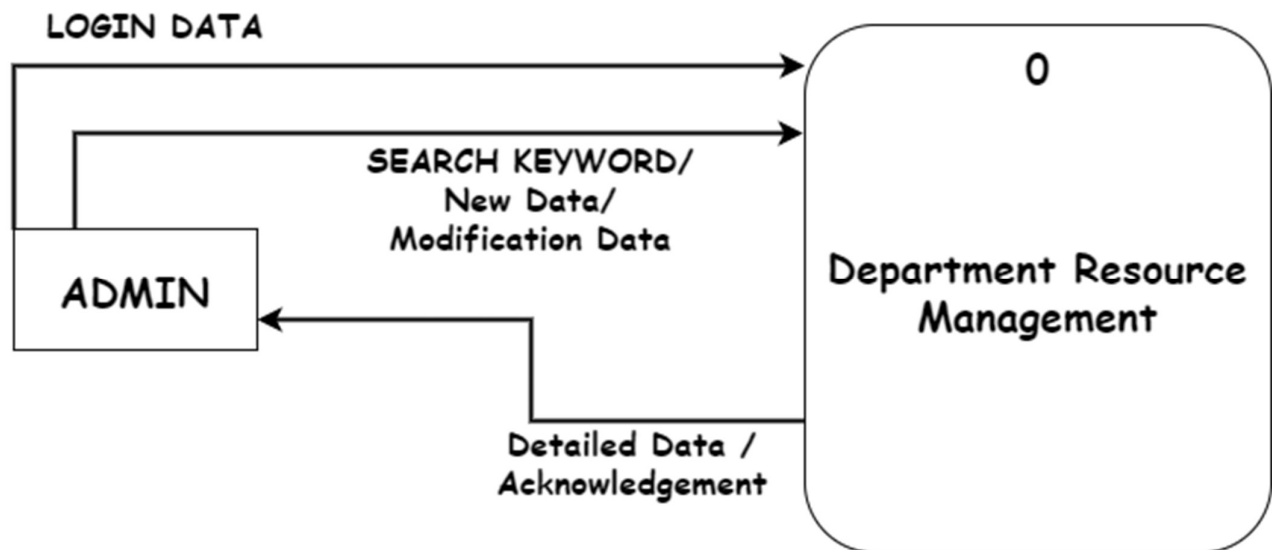 LOGIN DATA
0
SEARCH KEYWORD/
New Data/
Modification Data
ADMIN
Department Resource
Management
Detailed Data /
Acknowledgement